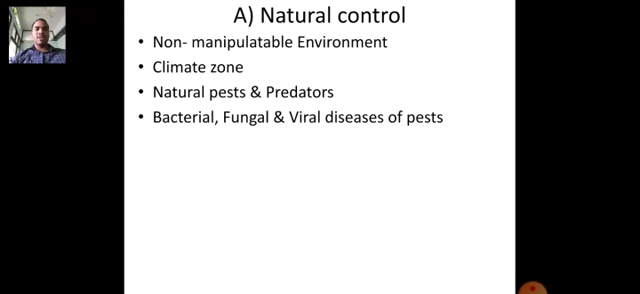 A) Natural control
• Non- manipulatable Environment
• Climate zone
• Natural pests & Predators
• Bacterial, Fungal & Viral diseases of pests